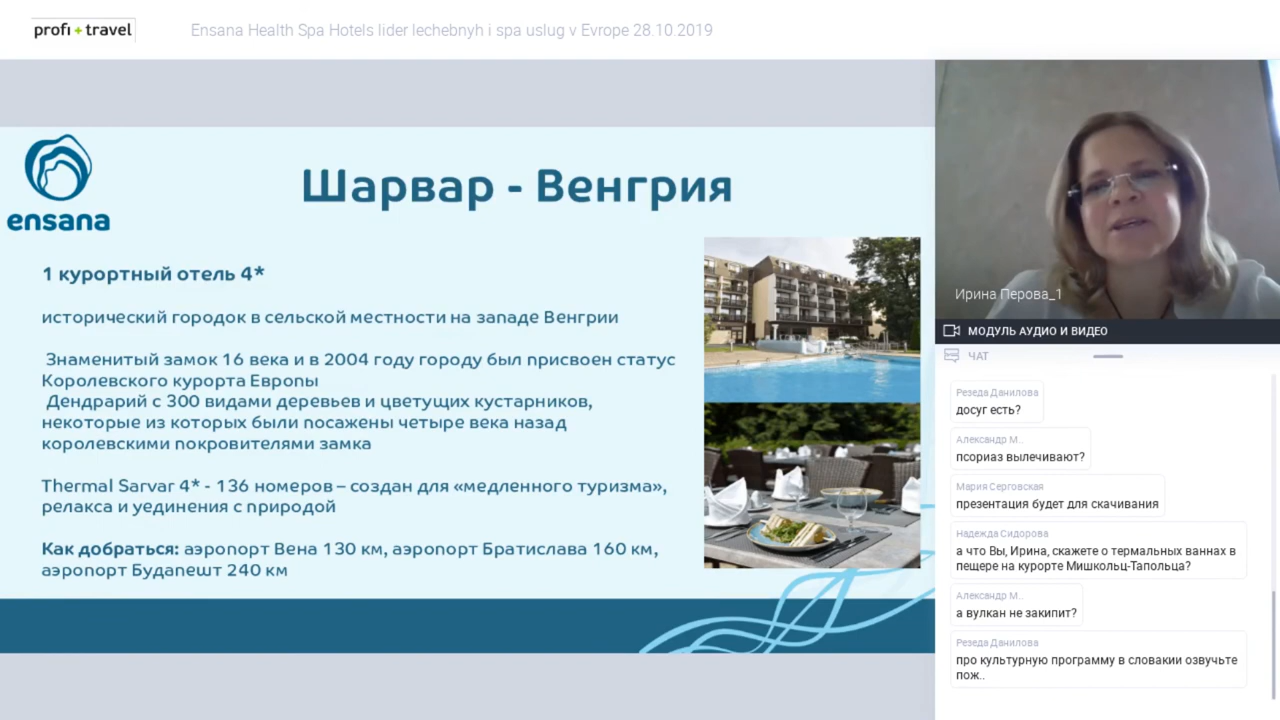 profi + travel
Ensana Health Spa Hotels lider lechebnyh i spa uslug v Evrope 28.10.2019
ensana
Шарвар - Венгрия
1 курортный отель 4*
исторический городок в сельской местности на западе Венгрии
Знаменитый замок 16 века и в 2004 году городу был присвоен статус
Королевского курорта Европы
Дендрарий с 300 видами деревьев и цветущих кустарников,
некоторые из которых были посажены четыре века назад
королевскими покровителями замка
Thermal Sarvar 4* - 136 номеров – создан для «медленного туризма»,
релакса и уединения с природой
Как добраться: аэропорт Вена 130 км, аэропорт Братислава 160 км,
аэропорт Будапешт 240 км
Ирина Перова_1
МОДУЛЬ АУДИО И ВИДЕО
ЧАТ
Резеда Данилова
досуг есть?
Александр М..
псориаз вылечивают?
Мария Серговская
презентация будет для скачивания
Надежда Сидорова
а что Вы, Ирина, скажете о термальных ваннах в
пещере на курорте Мишкольц-Тапольца?
Александр М..
а вулкан не закипит?
Резеда Данилова
про культурную программу в словакии озвучьте
пож..